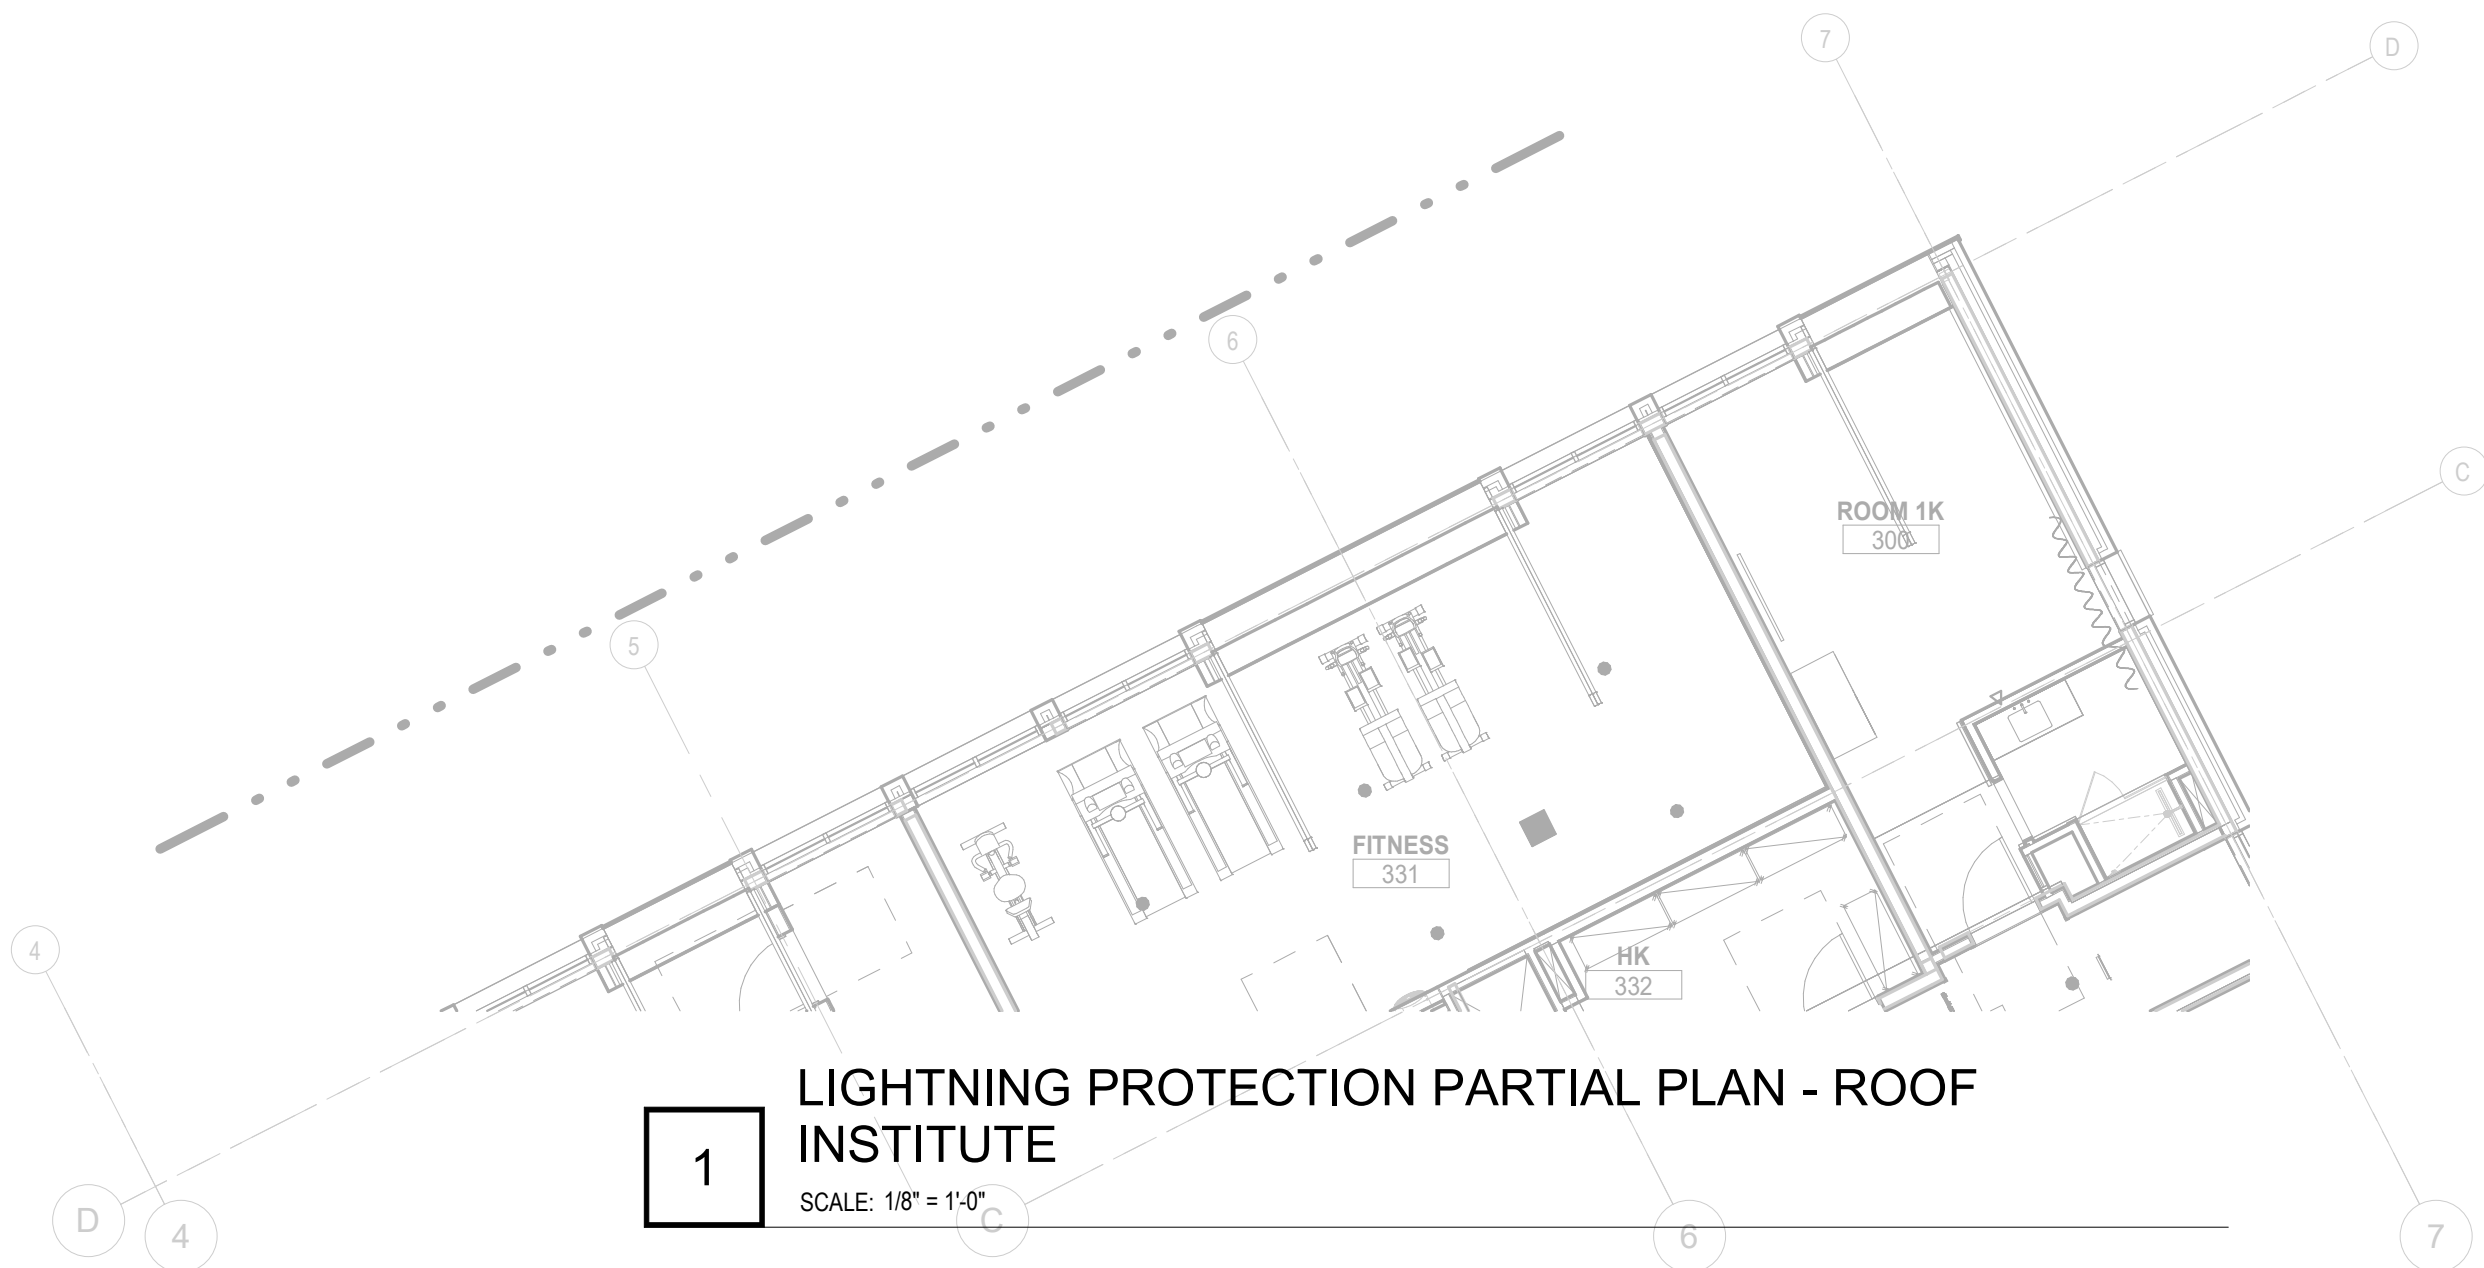 7
D
6
C
ROOM 1K
300
5
FITNESS
331
4
HK
332
LIGHTNING PROTECTION PARTIAL PLAN - ROOF
INSTITUTE
1
SCALE: 1/8" = 1'-0"
D
4
C
6
7